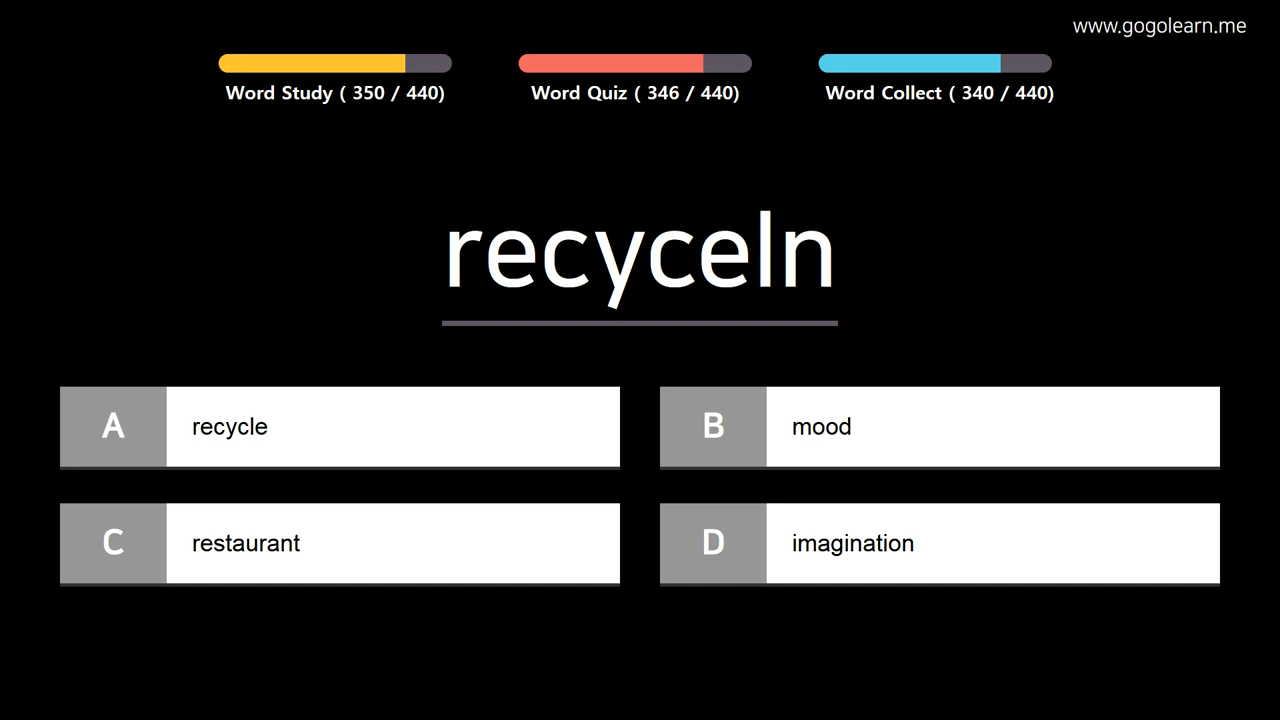 www.gogolearn.me
Word Study ( 350 / 440)
Word Quiz ( 346 / 440)
Word Collect ( 340 / 440)
recyceln
A recycle
B mood
C restaurant
D imagination